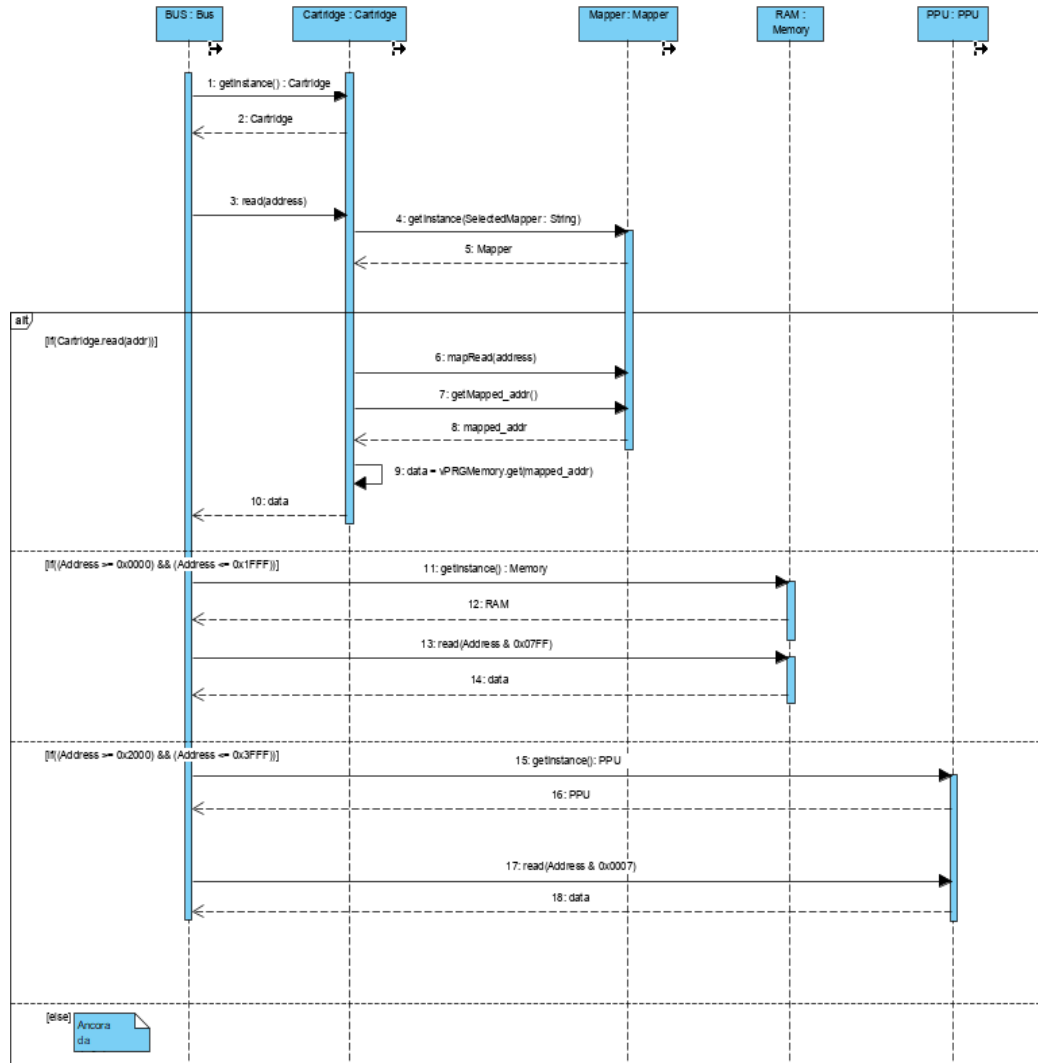 BUS : Bus
Cartridge : Cartridge
Mapper : Mapper
RAM :
Memory
PPU : PPU
1: getInstance() : Cartridge
2: Cartridge
3: read(address)
4: getInstance(SelectedMapper : String)
5: Mapper
alt
[if(Cartridge.read(addr))]
6: mapRead(address)
7: getMapped_addr()
8: mapped_addr
9: data = vPRGMemory.get(mapped_addr)
10: data
[if((Address >= 0x0000) && (Address <= 0x1FFF))]
11: getInstance() : Memory
12: RAM
13: read(Address & 0x07FF)
14: data
[if((Address >= 0x2000) && (Address <= 0x3FFF))]
15: getInstance(): PPU
16: PPU
17: read(Address & 0x0007)
18: data
[else]
Ancora
da